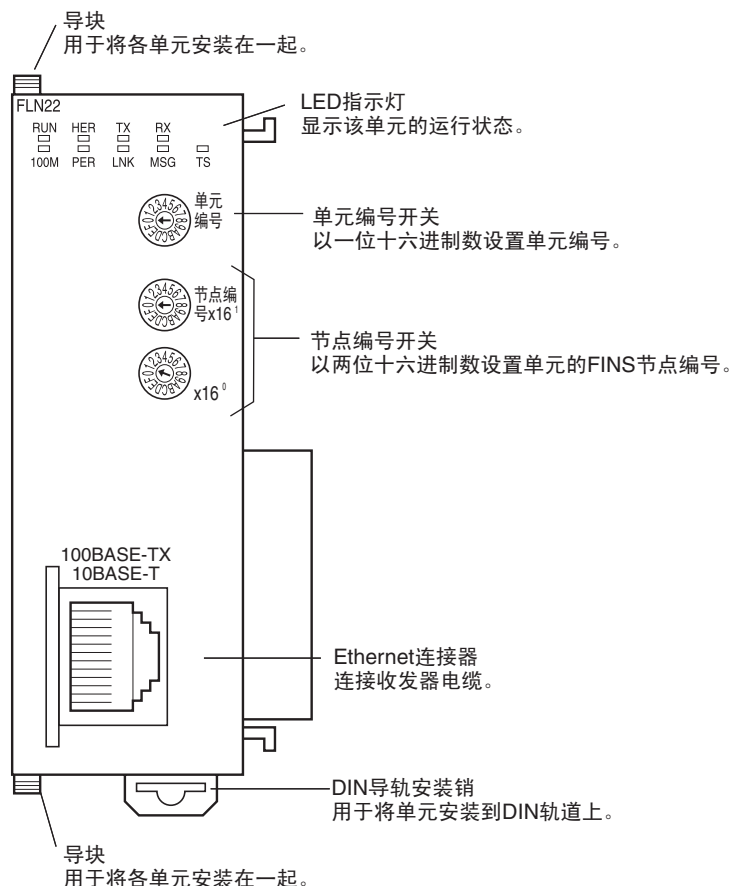 导块
用于将各单元安装在一起。
FLN22
RUN HER TX RX
100M PER LNK MSG TS
LED指示灯
显示该单元的运行状态。
0123456789ABCDEF
单元
编号
单元编号开关
以一位十六进制数设置单元编号。
0123456789ABCDEF
节点编
号x16¹
0123456789ABCDEF
x16⁰
节点编号开关
以两位十六进制数设置单元的FINS节点编号。
100BASE-TX
10BASE-T
Ethernet连接器
连接收发器电缆。
DIN导轨安装销
用于将单元安装到DIN轨道上。
导块
用于将各单元安装在一起。